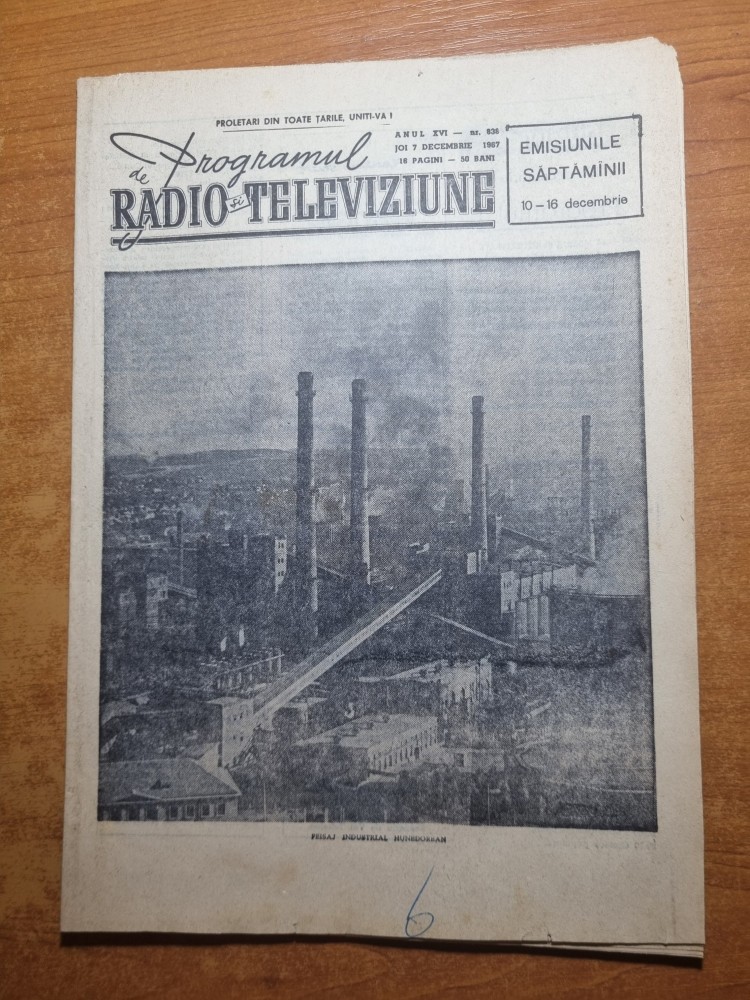 PROLETARI DIN TOATE ȚĂRILE, UNIȚI-VĂ !
Programul
de
RADIO și TELEVIZIUNE
ANUL XVI — nr. 838
JOI 7 DECEMBRIE 1967
16 PAGINI — 50 BANI
EMISIUNILE
SĂPTĂMÎNII
10 – 16 decembrie
PEISAJ INDUSTRIAL HUNEDOREAN
6